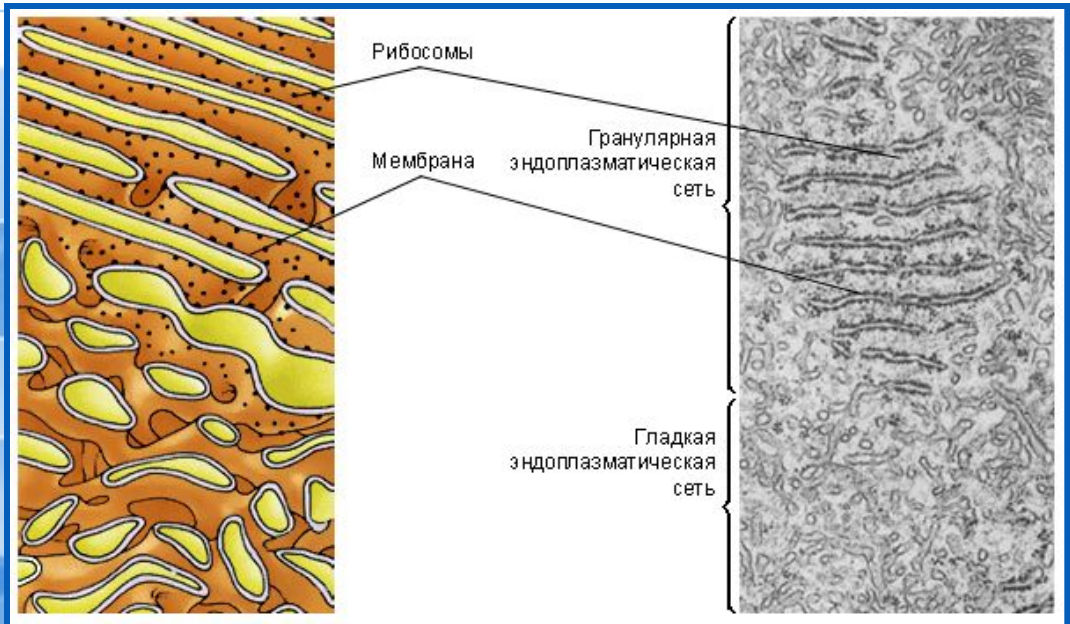 Рибосомы
Мембрана
Гранулярная
эндоплазматическая
сеть
Гладкая
эндоплазматическая
сеть